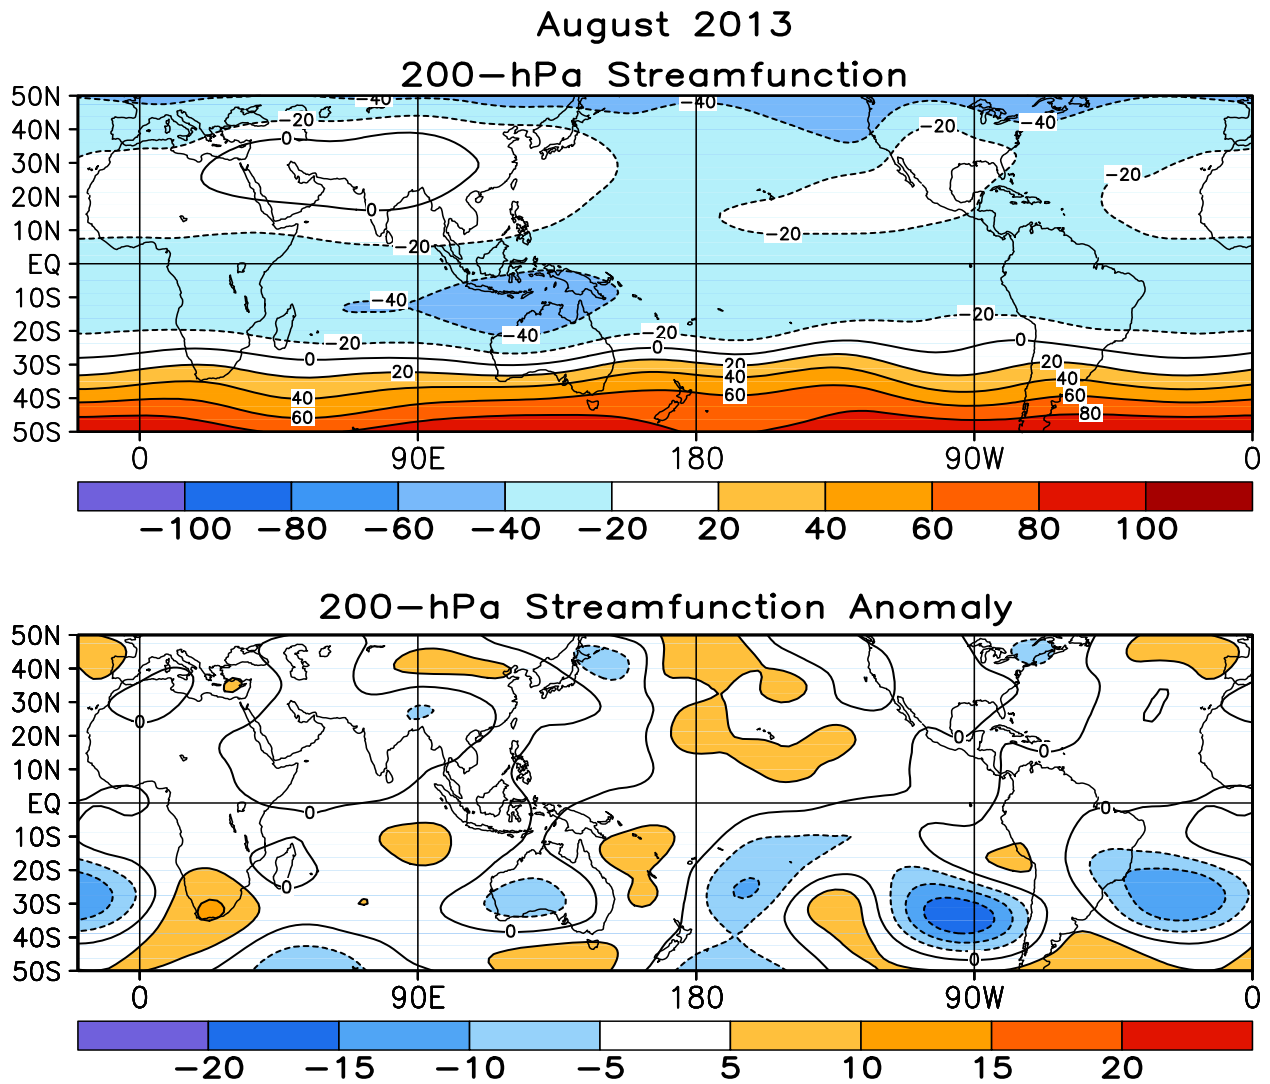 August 2013
200-hPa Streamfunction
50N
40N
30N
20N
10N
EQ
10S
20S
30S
40S
50S
-40
-40
-20
-20
-40
0
-20
0
-20
-20
-40
-40
-20
-20
-20
0
0
0
20
20
20
40
40
40
60
60
60
80
0
90E
180
90W
0
-100
-80
-60
-40
-20
20
40
60
80
100
200-hPa Streamfunction Anomaly
50N
40N
30N
20N
10N
EQ
10S
20S
30S
40S
50S
0
0
0
0
0
0
0
0
0
90E
180
90W
0
-20
-15
-10
-5
5
10
15
20